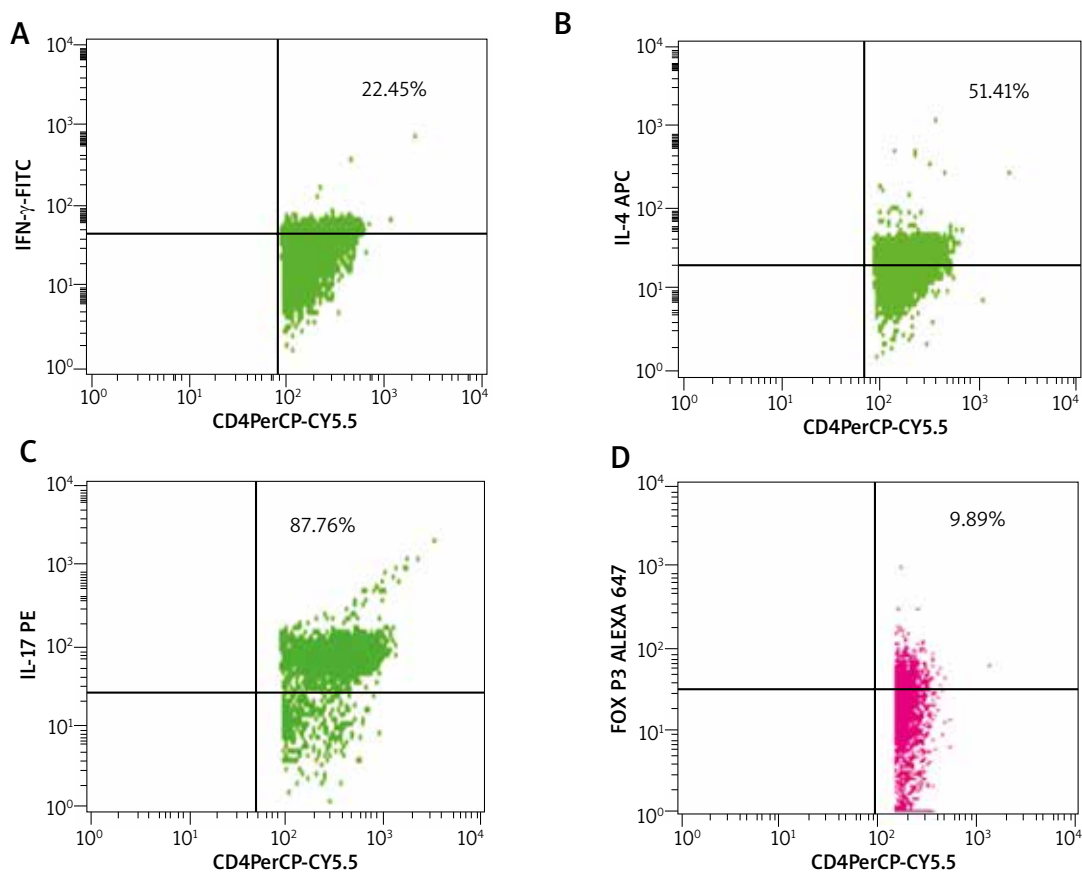 A
10⁴
10³
10²
10¹
10⁰
IFN-γ-FITC
22.45%
10⁰ 10¹ 10² 10³ 10⁴
CD4PerCP-CY5.5
B
10⁴
10³
10²
10¹
10⁰
IL-4 APC
51.41%
10⁰ 10¹ 10² 10³ 10⁴
CD4PerCP-CY5.5
C
10⁴
10³
10²
10¹
10⁰
IL-17 PE
87.76%
10⁰ 10¹ 10² 10³ 10⁴
CD4PerCP-CY5.5
D
10⁴
10³
10²
10¹
10⁰
FOX P3 ALEXA 647
9.89%
10⁰ 10¹ 10² 10³ 10⁴
CD4PerCP-CY5.5